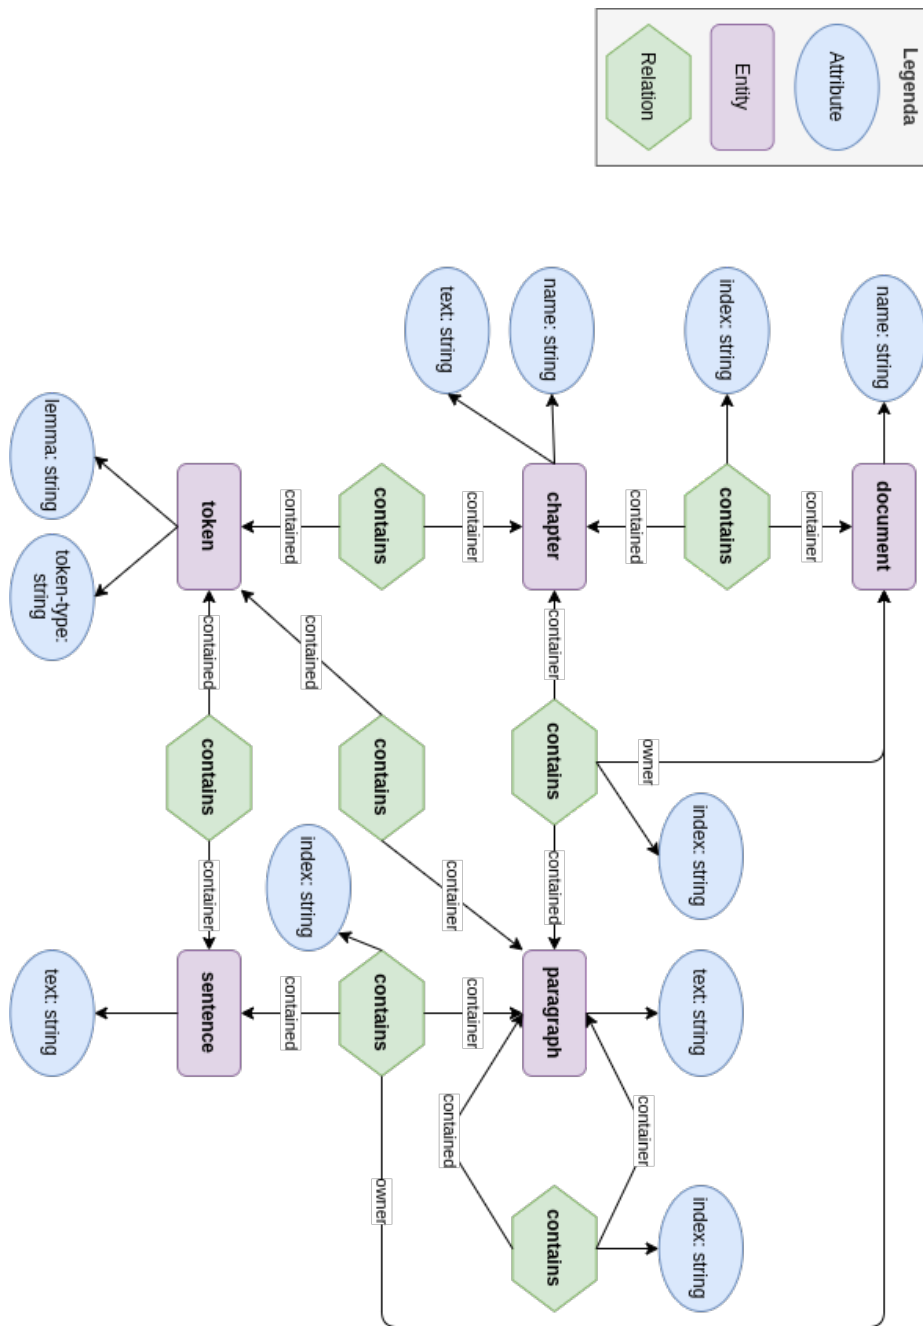 Legenda
Attribute
Entity
Relation
name: string
document
container
index: string
contains
contained
owner
index: string
text: string
index: string
container
name: string
text: string
chapter
container
contains
contained
paragraph
contains
contained
container
contains
contained
container
contains
contained
container
contains
owner
index: string
contained
token
contained
contains
container
sentence
lemma: string
token-type:
string
text: string